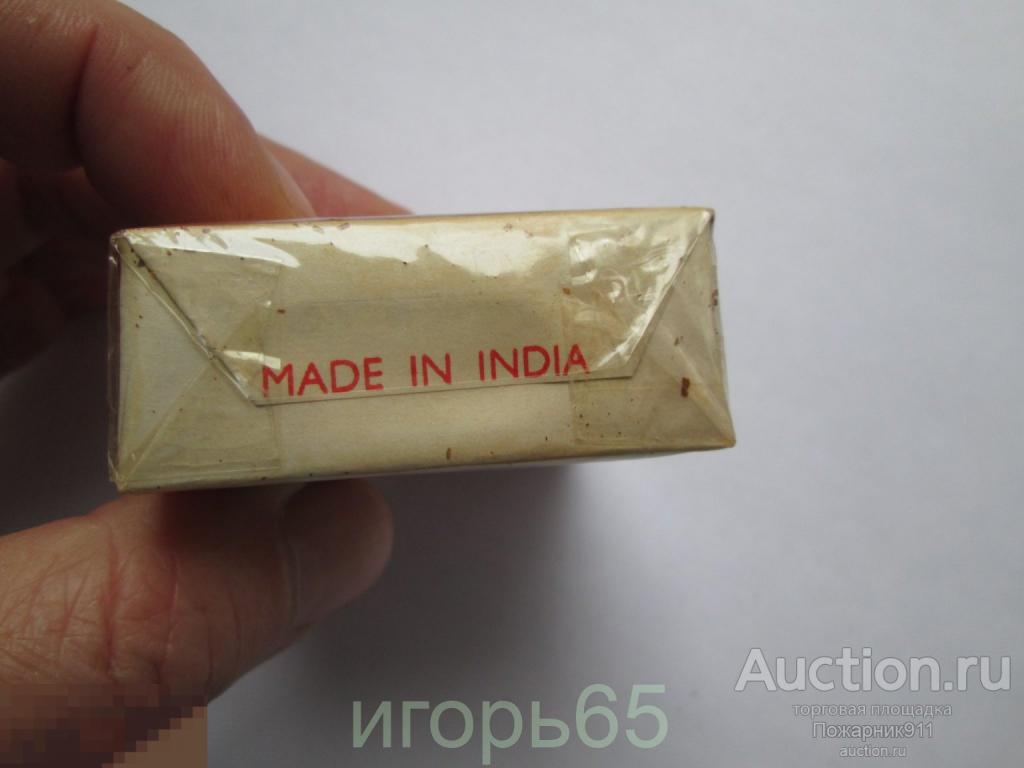 MADE IN INDIA
Auction.ru
торговая площадка
Пожарник911
auction.ru
игорь65